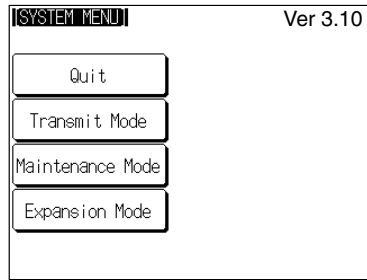 SYSTEM MENU
Ver 3.10
Quit
Transmit Mode
Maintenance Mode
Expansion Mode